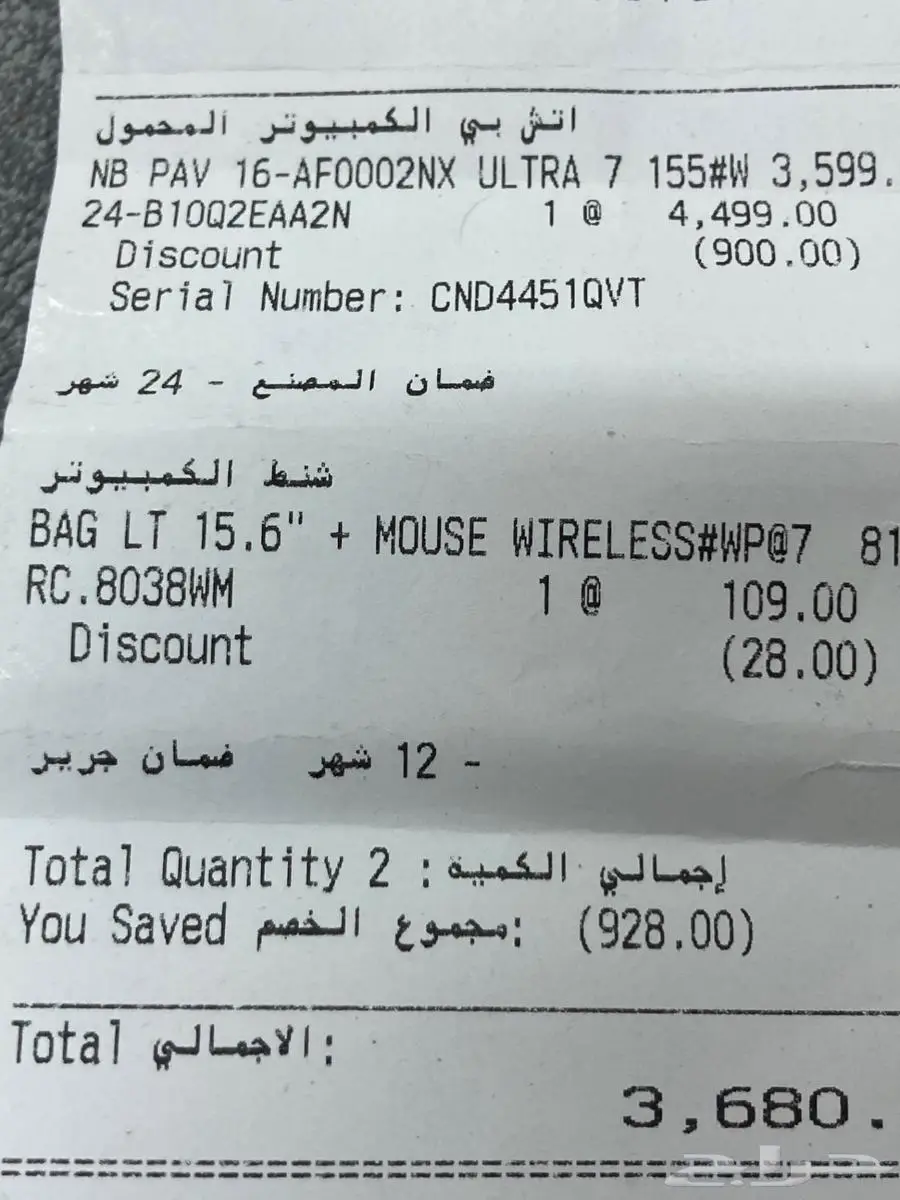 اتش بي الكمبيوتر المحمول
NB PAV 16-AF0002NX ULTRA 7 155#W 3,599.
24-B10Q2EAA2N 1 @ 4,499.00
Discount (900.00)
Serial Number: CND4451QVT
ضمان المصنع - 24 شهر
شنط الكمبيوتر
BAG LT 15.6" + MOUSE WIRELESS#WP@7 81
RC.8038WM 1 @ 109.00
Discount (28.00)
ضمان جرير 12 شهر -
Total Quantity 2 : إجمالي الكمية
You Saved مجموع الخصم: (928.00)
Total الاجمالي:
3,680.
حراج